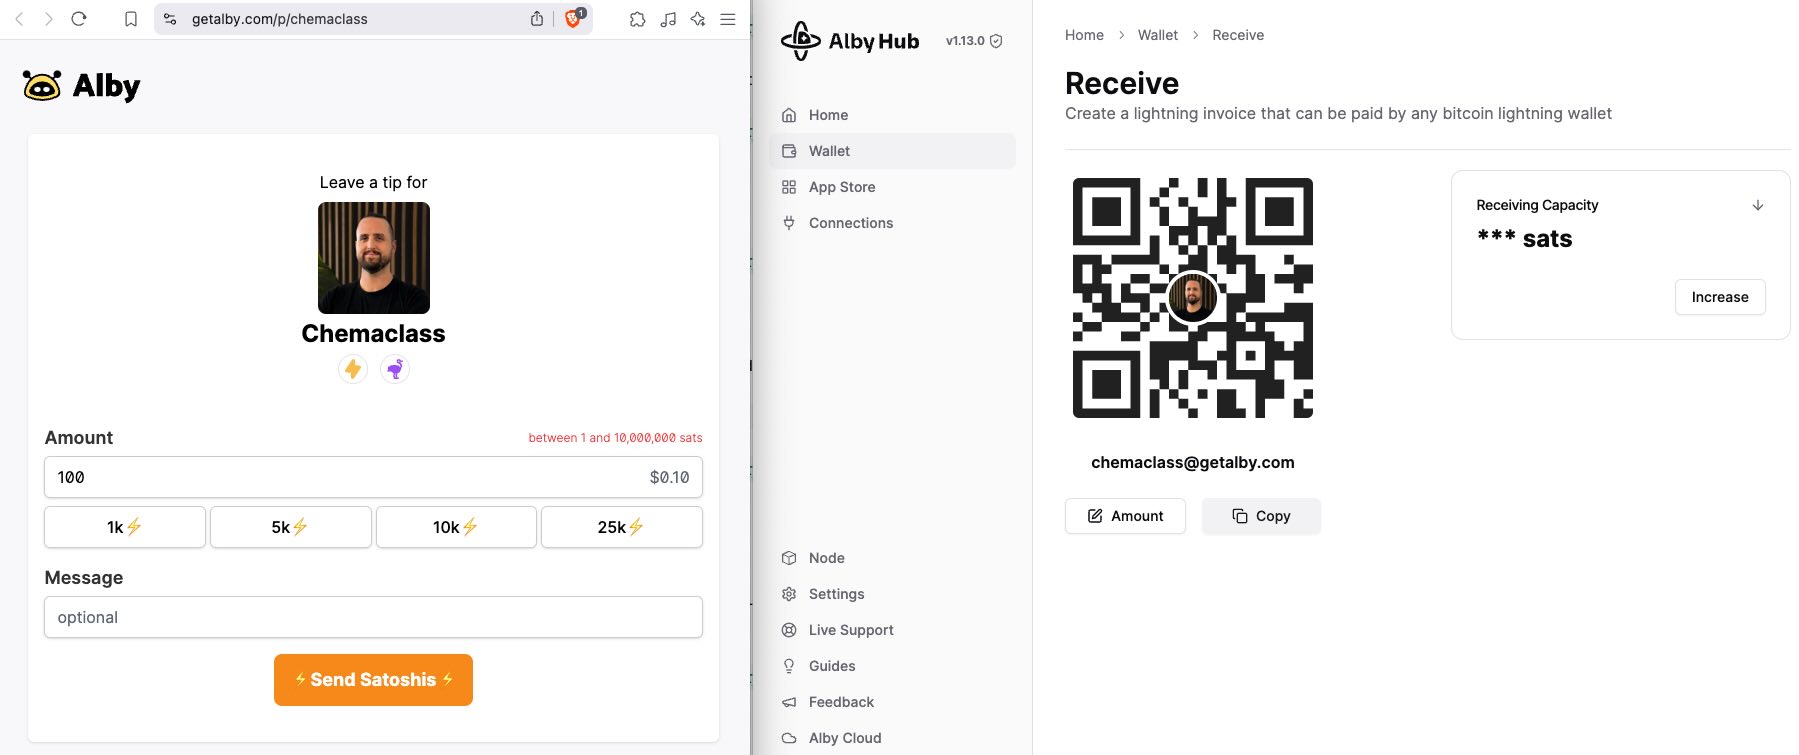 getalby.com/p/chemaclass
1
Alby
Leave a tip for
Chemaclass
Amount
between 1 and 10,000,000 sats
100
$0.10
1k⚡
5k⚡
10k⚡
25k⚡
Message
optional
⚡Send Satoshis⚡
Alby Hub
v1.13.0
Home
Wallet
App Store
Connections
Node
Settings
Live Support
Guides
Feedback
Alby Cloud
Home > Wallet > Receive
Receive
Create a lightning invoice that can be paid by any bitcoin lightning wallet
chemaclass@getalby.com
Amount
Copy
Receiving Capacity
*** sats
Increase